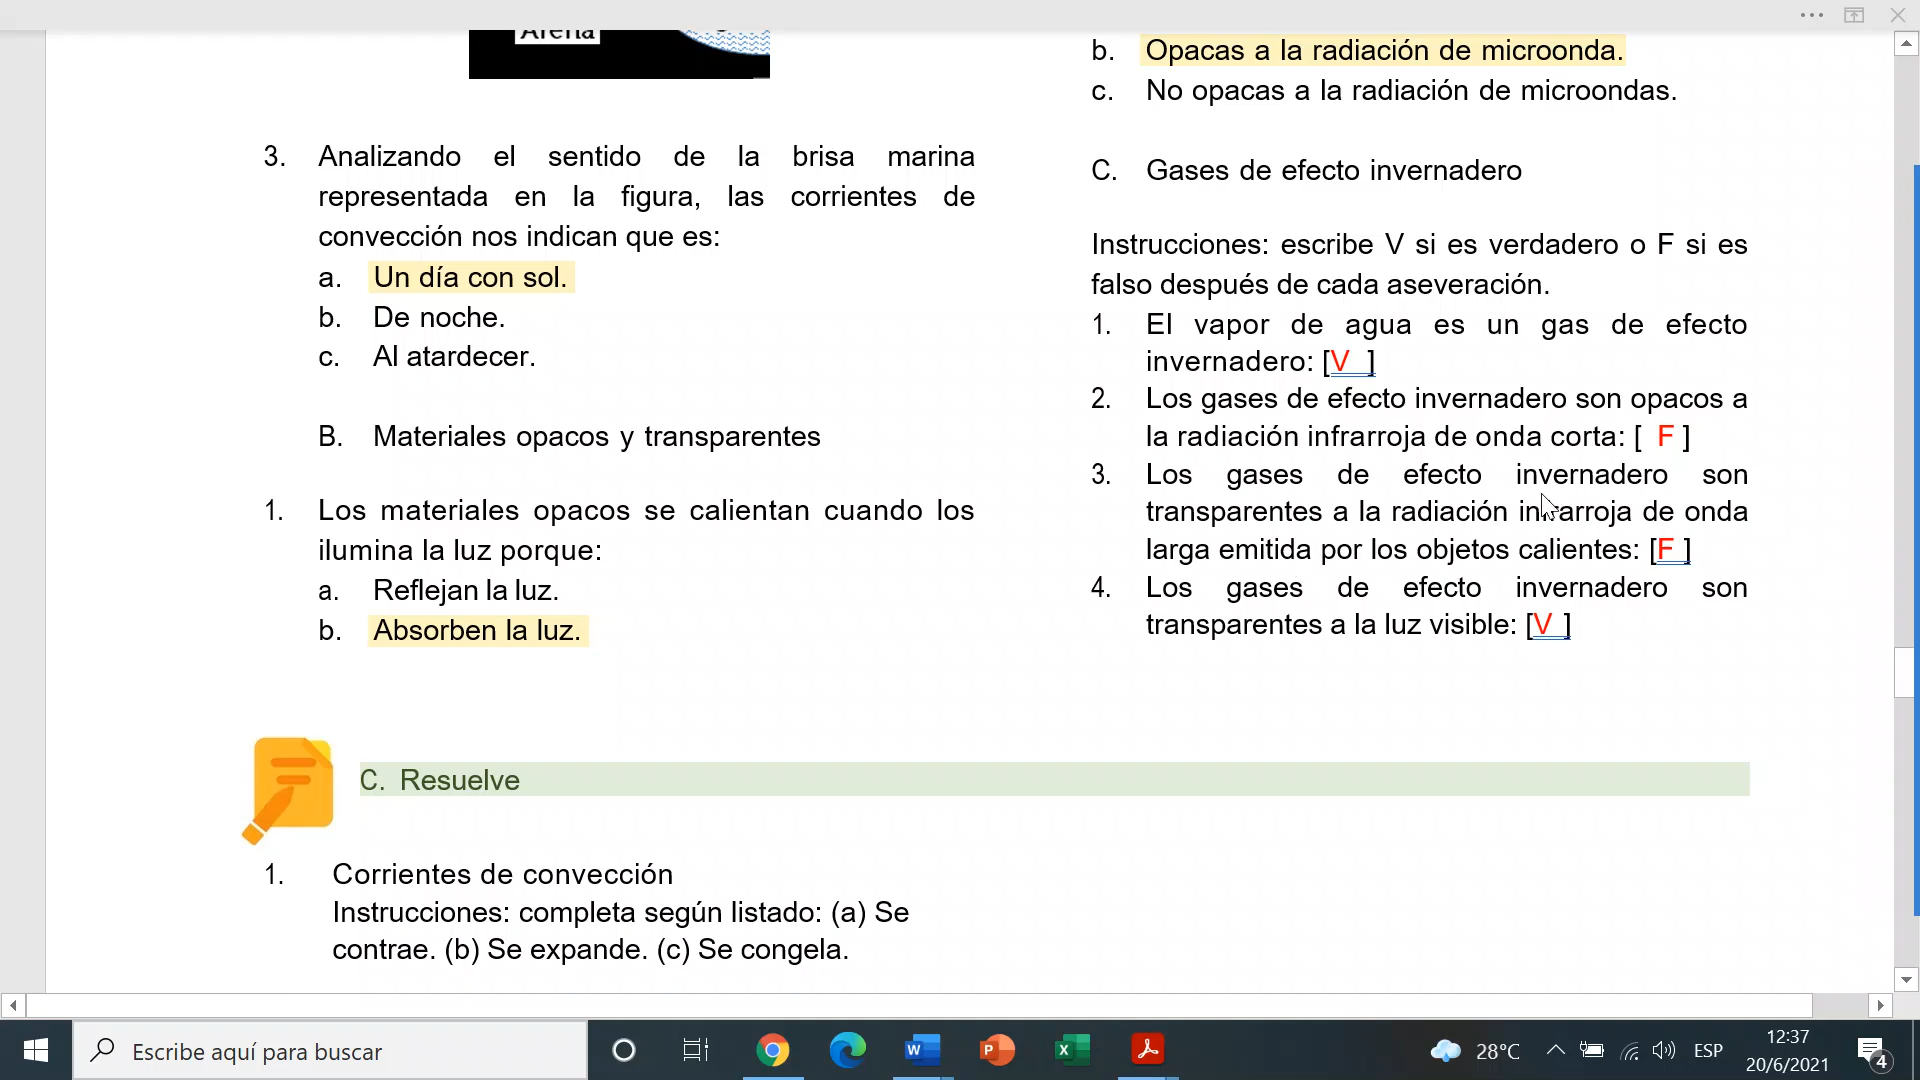 Arena
3. Analizando el sentido de la brisa marina
representada en la figura, las corrientes de
convección nos indican que es:
a. Un día con sol.
b. De noche.
c. Al atardecer.
B. Materiales opacos y transparentes
1. Los materiales opacos se calientan cuando los
ilumina la luz porque:
a. Reflejan la luz.
b. Absorben la luz.
b. Opacas a la radiación de microonda.
c. No opacas a la radiación de microondas.
C. Gases de efecto invernadero
Instrucciones: escribe V si es verdadero o F si es
falso después de cada aseveración.
1. El vapor de agua es un gas de efecto
invernadero: [V ]
2. Los gases de efecto invernadero son opacos a
la radiación infrarroja de onda corta: [ F ]
3. Los gases de efecto invernadero son
transparentes a la radiación infrarroja de onda
larga emitida por los objetos calientes: [F ]
4. Los gases de efecto invernadero son
transparentes a la luz visible: [V ]
C. Resuelve
1. Corrientes de convección
Instrucciones: completa según listado: (a) Se
contrae. (b) Se expande. (c) Se congela.
Escribe aquí para buscar
28°C
ESP
12:37
20/6/2021
4